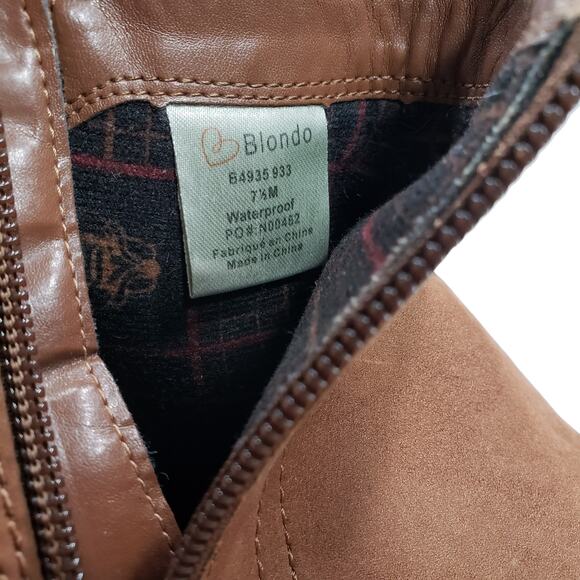 Blondo
B4935 933
7½M
Waterproof
PO#: N00462
Fabriqué en Chine
Made in China